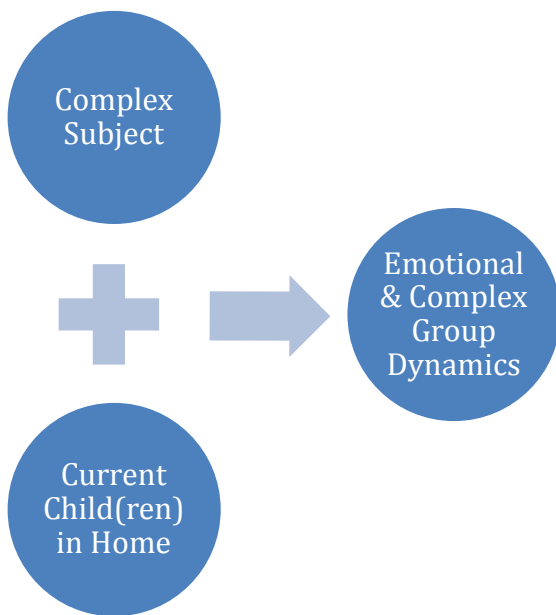 Complex
Subject
Emotional
& Complex
Group
Dynamics
Current
Child(ren)
in Home